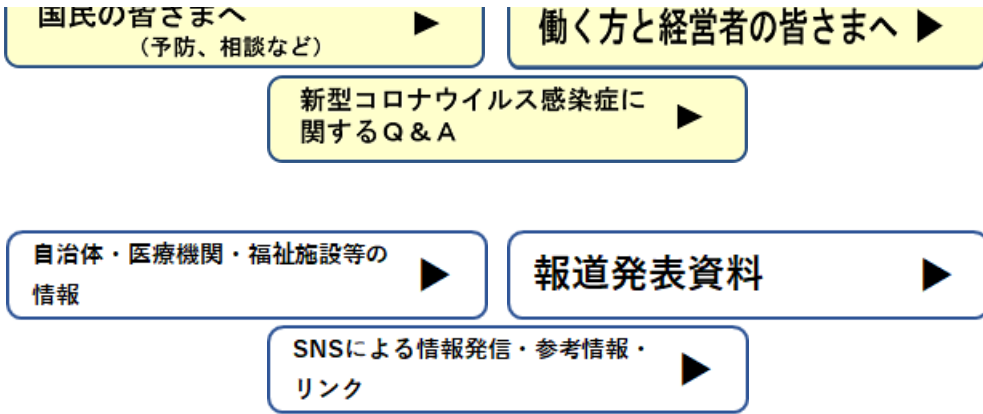 国民の皆さまへ
（予防、相談など）
▶
働く方と経営者の皆さまへ ▶
新型コロナウイルス感染症に
関するＱ＆Ａ
▶
自治体・医療機関・福祉施設等の
情報
▶
報道発表資料 ▶
SNSによる情報発信・参考情報・
リンク
▶